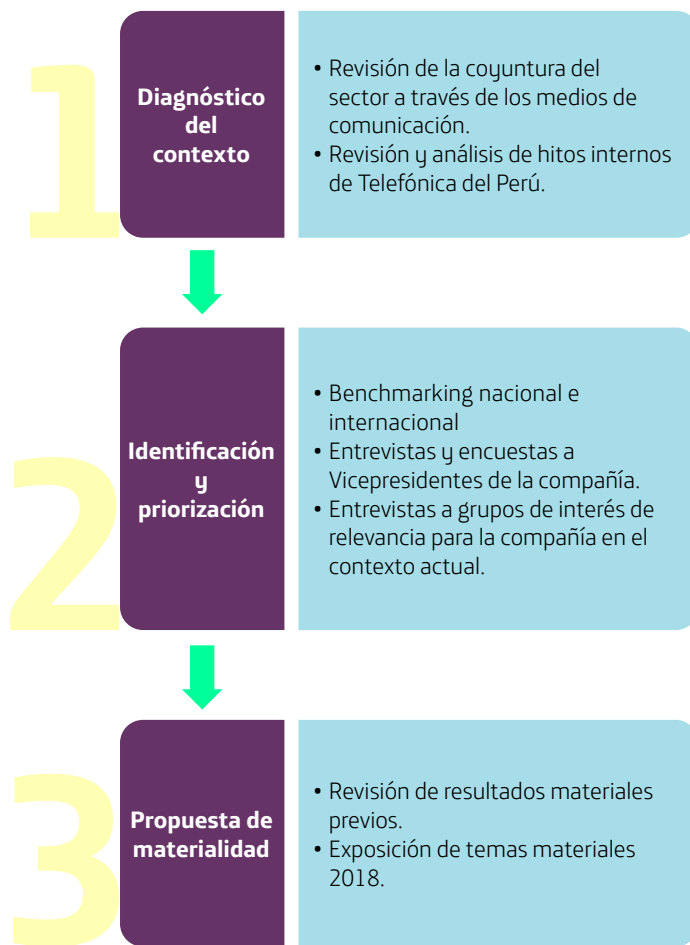 1
Diagnóstico
del
contexto
• Revisión de la coyuntura del
sector a través de los medios de
comunicación.
• Revisión y análisis de hitos internos
de Telefónica del Perú.
2
Identificación
y
priorización
• Benchmarking nacional e
internacional
• Entrevistas y encuestas a
Vicepresidentes de la compañía.
• Entrevistas a grupos de interés de
relevancia para la compañía en el
contexto actual.
3
Propuesta de
materialidad
• Revisión de resultados materiales
previos.
• Exposición de temas materiales
2018.